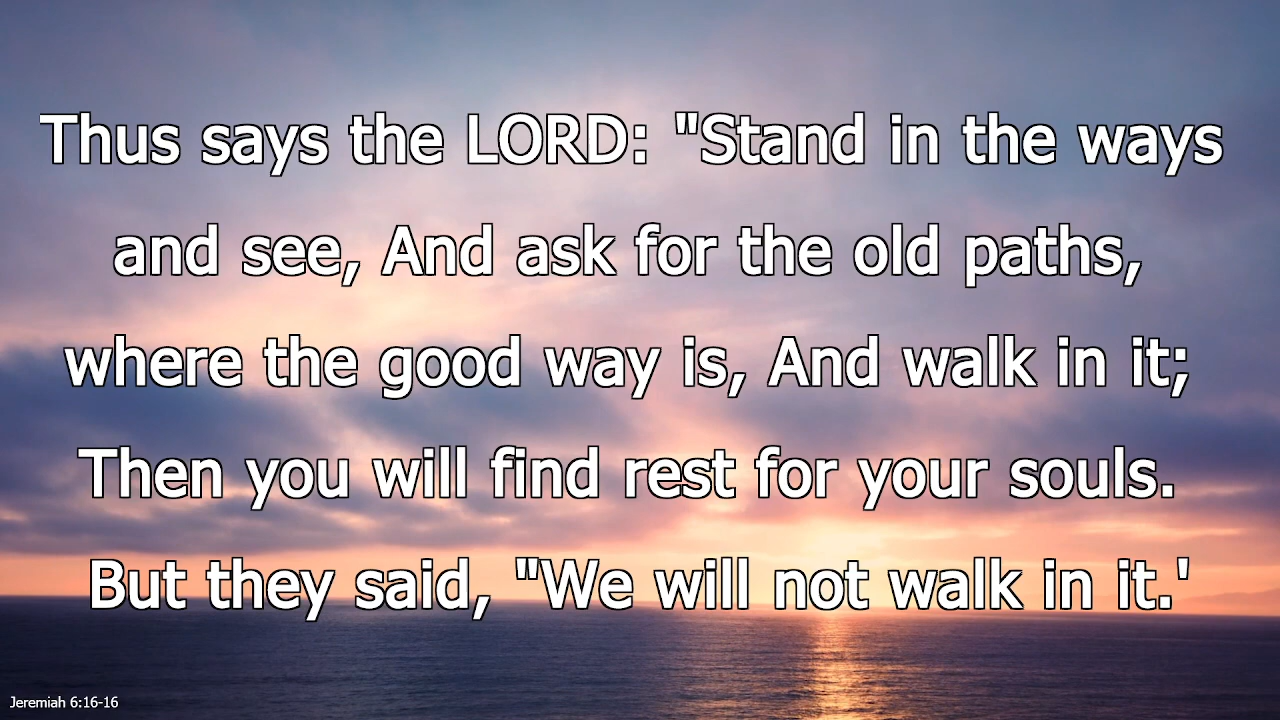 Thus says the LORD: "Stand in the ways
and see, And ask for the old paths,
where the good way is, And walk in it;
Then you will find rest for your souls.
But they said, "We will not walk in it.'
Jeremiah 6:16-16